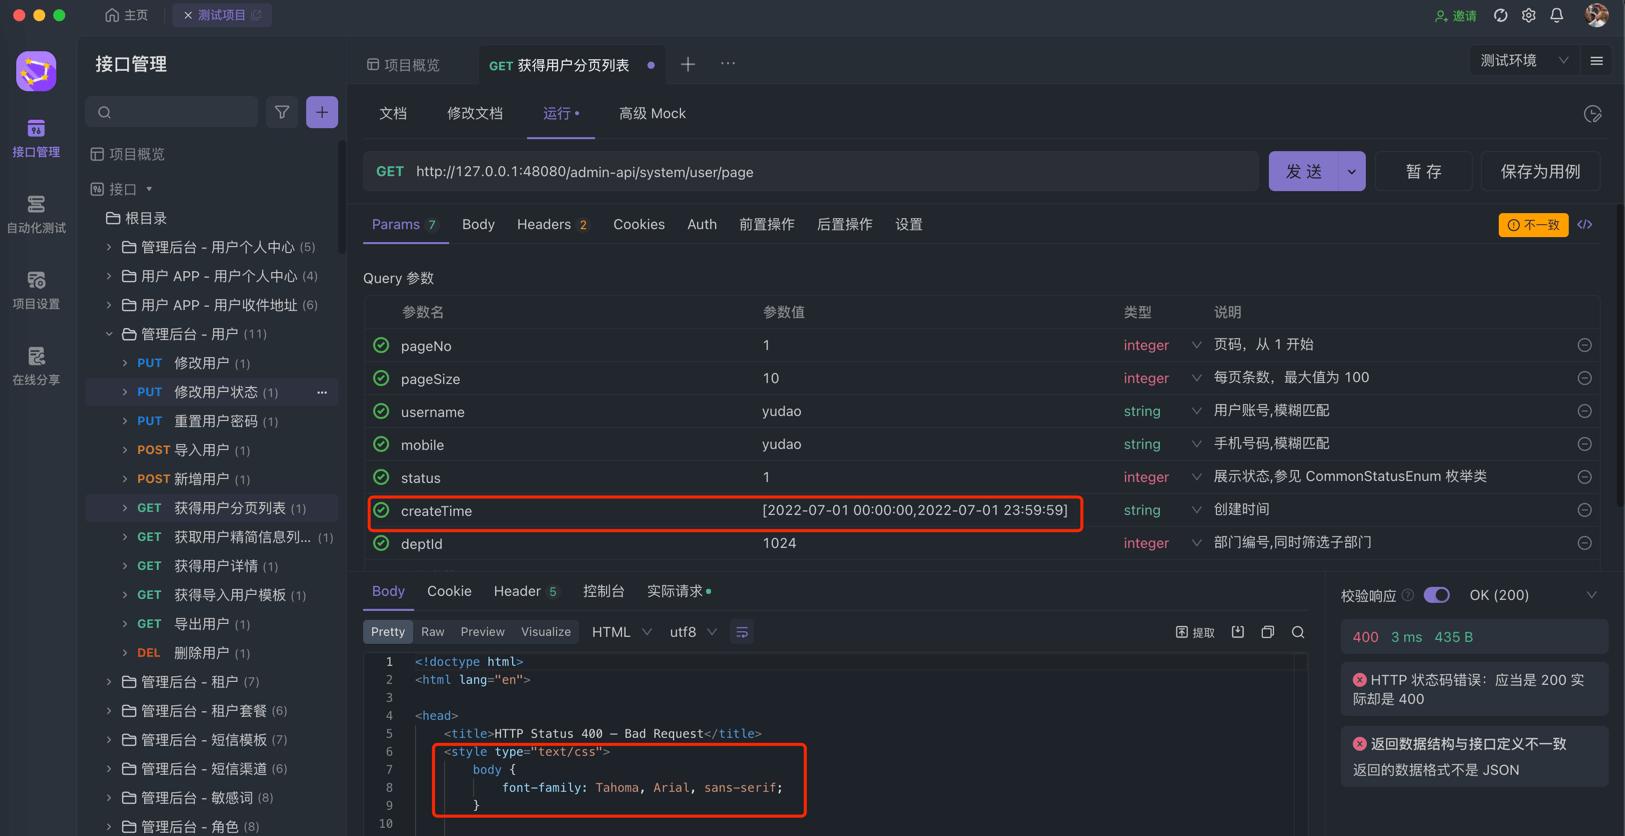 主页
测试项目
邀请
接口管理
自动化测试
项目设置
在线分享
接口管理
项目概览
接口
根目录
管理后台 - 用户个人中心 (5)
用户 APP - 用户个人中心 (4)
用户 APP - 用户收件地址 (6)
管理后台 - 用户 (11)
PUT 修改用户 (1)
PUT 修改用户状态 (1) ···
PUT 重置用户密码 (1)
POST 导入用户 (1)
POST 新增用户 (1)
GET 获得用户分页列表 (1)
GET 获取用户精简信息列... (1)
GET 获得用户详情 (1)
GET 获得导入用户模板 (1)
GET 导出用户 (1)
DEL 删除用户 (1)
管理后台 - 租户 (7)
管理后台 - 租户套餐 (6)
管理后台 - 短信模板 (7)
管理后台 - 短信渠道 (6)
管理后台 - 敏感词 (8)
管理后台 - 角色 (8)
项目概览
GET 获得用户分页列表
测试环境
文档 修改文档 运行 高级 Mock
GET http://127.0.0.1:48080/admin-api/system/user/page
发 送
暂 存
保存为用例
Params 7 Body Headers 2 Cookies Auth 前置操作 后置操作 设置
不一致
</>
Query 参数
参数名 参数值 类型 说明
pageNo 1 integer 页码，从 1 开始
pageSize 10 integer 每页条数，最大值为 100
username yudao string 用户账号,模糊匹配
mobile yudao string 手机号码,模糊匹配
status 1 integer 展示状态,参见 CommonStatusEnum 枚举类
createTime [2022-07-01 00:00:00,2022-07-01 23:59:59] string 创建时间
deptId 1024 integer 部门编号,同时筛选子部门
Body Cookie Header 5 控制台 实际请求
Pretty Raw Preview Visualize HTML utf8
提取
1 <!doctype html>
2 <html lang="en">
3
4 <head>
5 <title>HTTP Status 400 – Bad Request</title>
6 <style type="text/css">
7 body {
8 font-family: Tahoma, Arial, sans-serif;
9 }
10
校验响应 OK (200)
400 3 ms 435 B
HTTP 状态码错误：应当是 200 实
际却是 400
返回数据结构与接口定义不一致
返回的数据格式不是 JSON